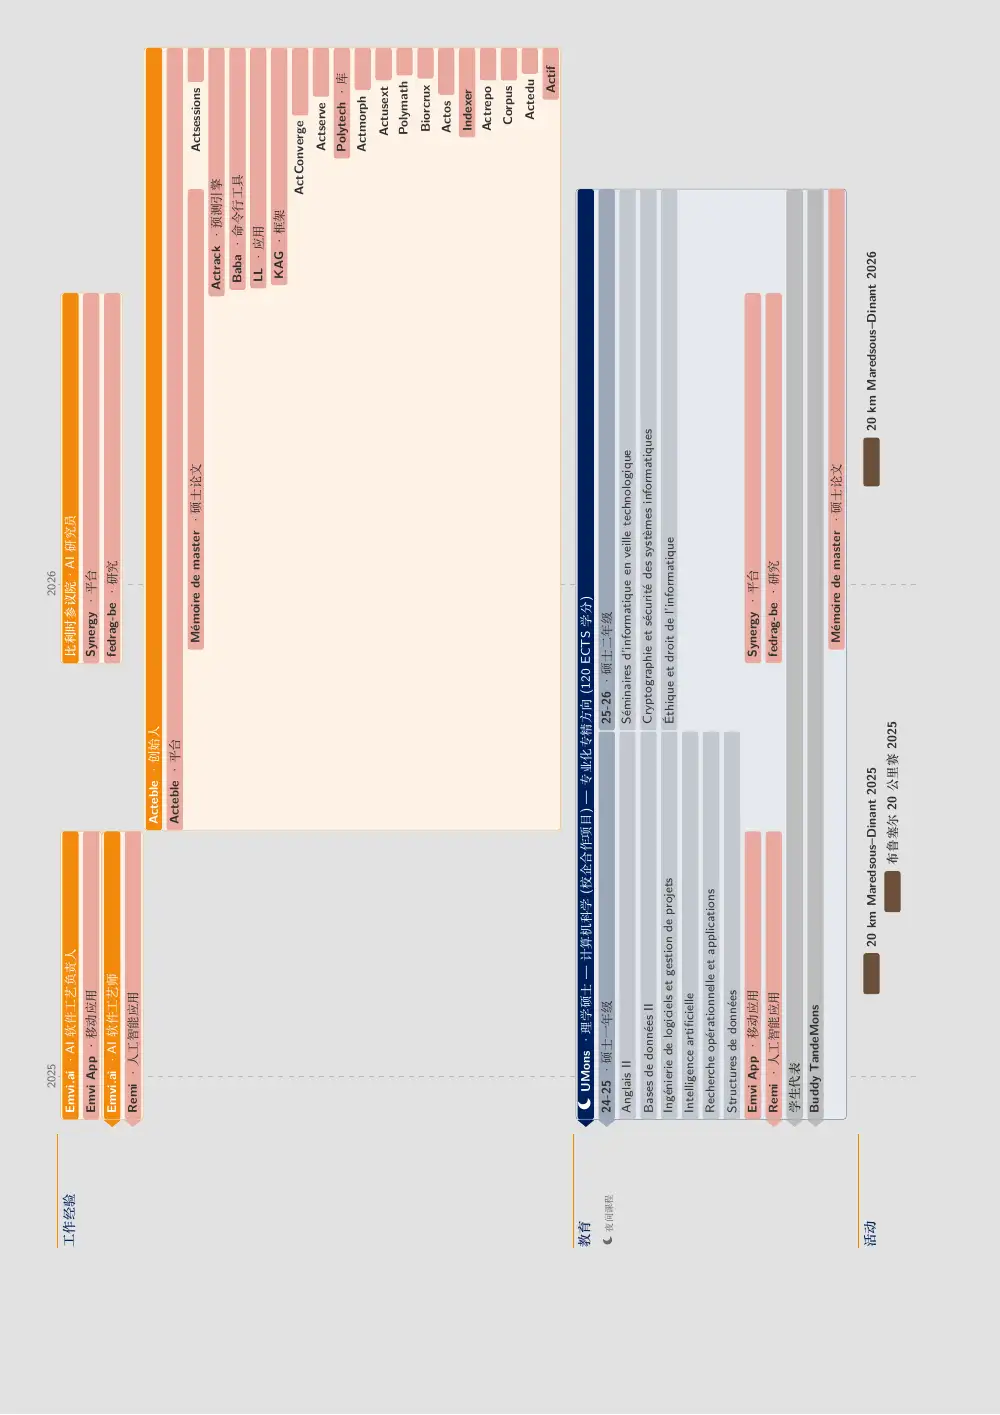 2025
2026
工作经验
Emvi.ai · AI 软件工艺负责人
比利时参议院 · AI 研究员
Emvi App · 移动应用
Synergy · 平台
Emvi.ai · AI 软件工艺师
fedrag-be · 研究
Remi · 人工智能应用
Acteble · 创始人
Acteble · 平台
Mémoire de master · 硕士论文
Actsessions
Actrack · 预测引擎
Baba · 命令行工具
LL · 应用
KAG · 框架
ActConverge
Actserve
Polytech · 库
Actmorph
Actusext
Polymath
Biorcrux
Actos
Indexer
Actrepo
Corpus
Actedu
Actif
教育
夜间课程
UMons · 理学硕士 — 计算机科学 (校企合作项目) — 专业化专精方向 (120 ECTS 学分)
24-25 · 硕士一年级
25-26 · 硕士二年级
Anglais II
Séminaires d'informatique en veille technologique
Bases de données II
Cryptographie et sécurité des systèmes informatiques
Ingénierie de logiciels et gestion de projets
Éthique et droit de l'informatique
Intelligence artificielle
Recherche opérationnelle et applications
Structures de données
Emvi App · 移动应用
Synergy · 平台
Remi · 人工智能应用
fedrag-be · 研究
学生代表
Buddy TandeMons
Mémoire de master · 硕士论文
活动
20 km Maredsous–Dinant 2025
20 km Maredsous–Dinant 2026
布鲁塞尔 20 公里赛 2025